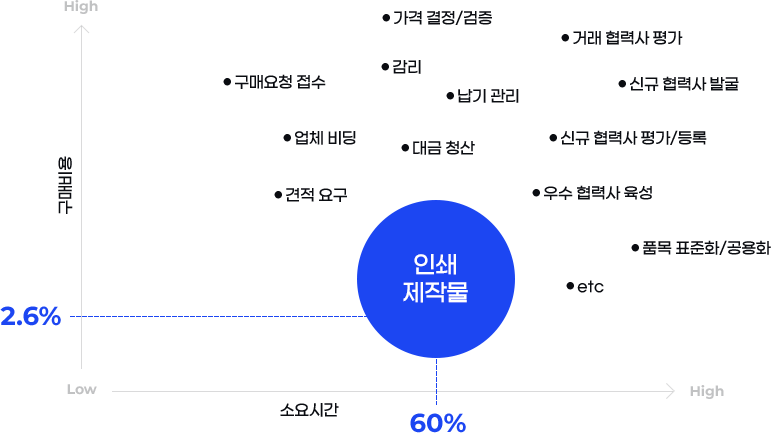 High
가격 결정/검증
거래 협력사 평가
감리
구매요청 접수
신규 협력사 발굴
납기 관리
업체 비딩
대금 청산
신규 협력사 평가/등록
구매비용
견적 요구
우수 협력사 육성
품목 표준화/공용화
인쇄
제작물
etc
2.6%
Low
High
소요시간
60%